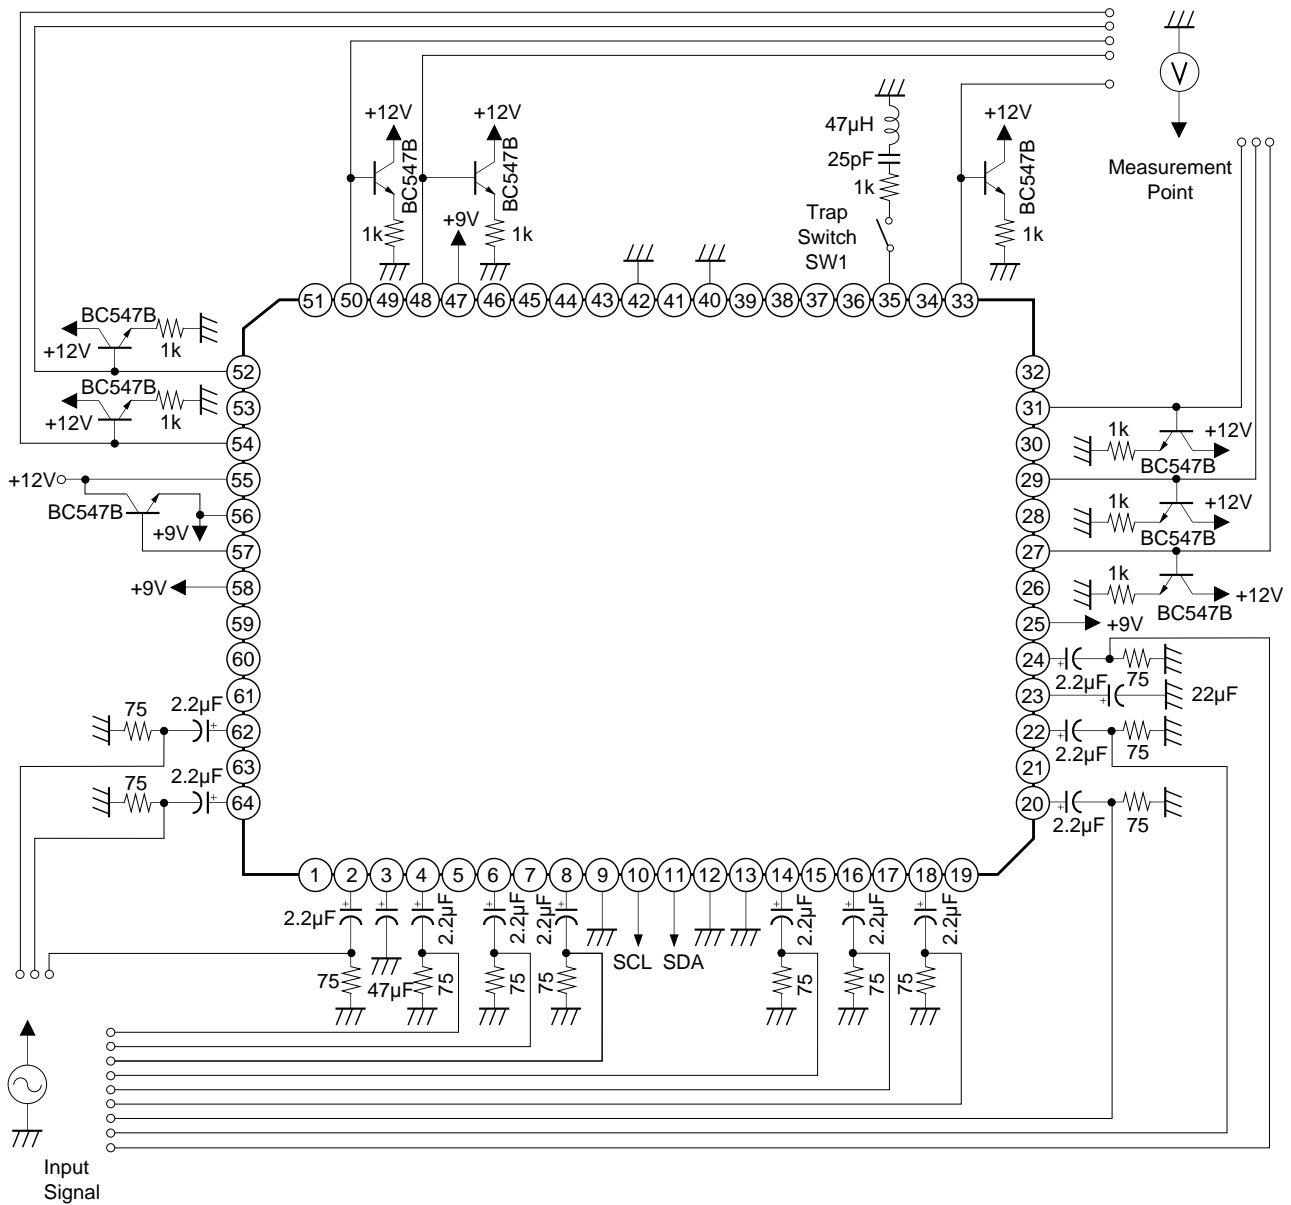 V
Measurement
Point
+12V
BC547B
1k
+12V
BC547B
1k
+9V
47µH
25pF
1k
Trap
Switch
SW1
+12V
BC547B
1k
51 50 49 48 47 46 45 44 43 42 41 40 39 38 37 36 35 34 33
BC547B
+12V
1k
BC547B
+12V
1k
+12V
BC547B
+9V
+9V
52
53
54
55
56
57
58
59
60
61
62
63
64
75
2.2µF
75
2.2µF
32
31
30
29
28
27
26
25
24
23
22
21
20
1k
+12V
BC547B
1k
+12V
BC547B
1k
+12V
BC547B
+9V
2.2µF
75
22µF
2.2µF
75
2.2µF
75
1 2 3 4 5 6 7 8 9 10 11 12 13 14 15 16 17 18 19
2.2µF
75
47µF
2.2µF
75
2.2µF
75
2.2µF
75
SCL
SDA
2.2µF
75
2.2µF
75
2.2µF
75
Input
Signal